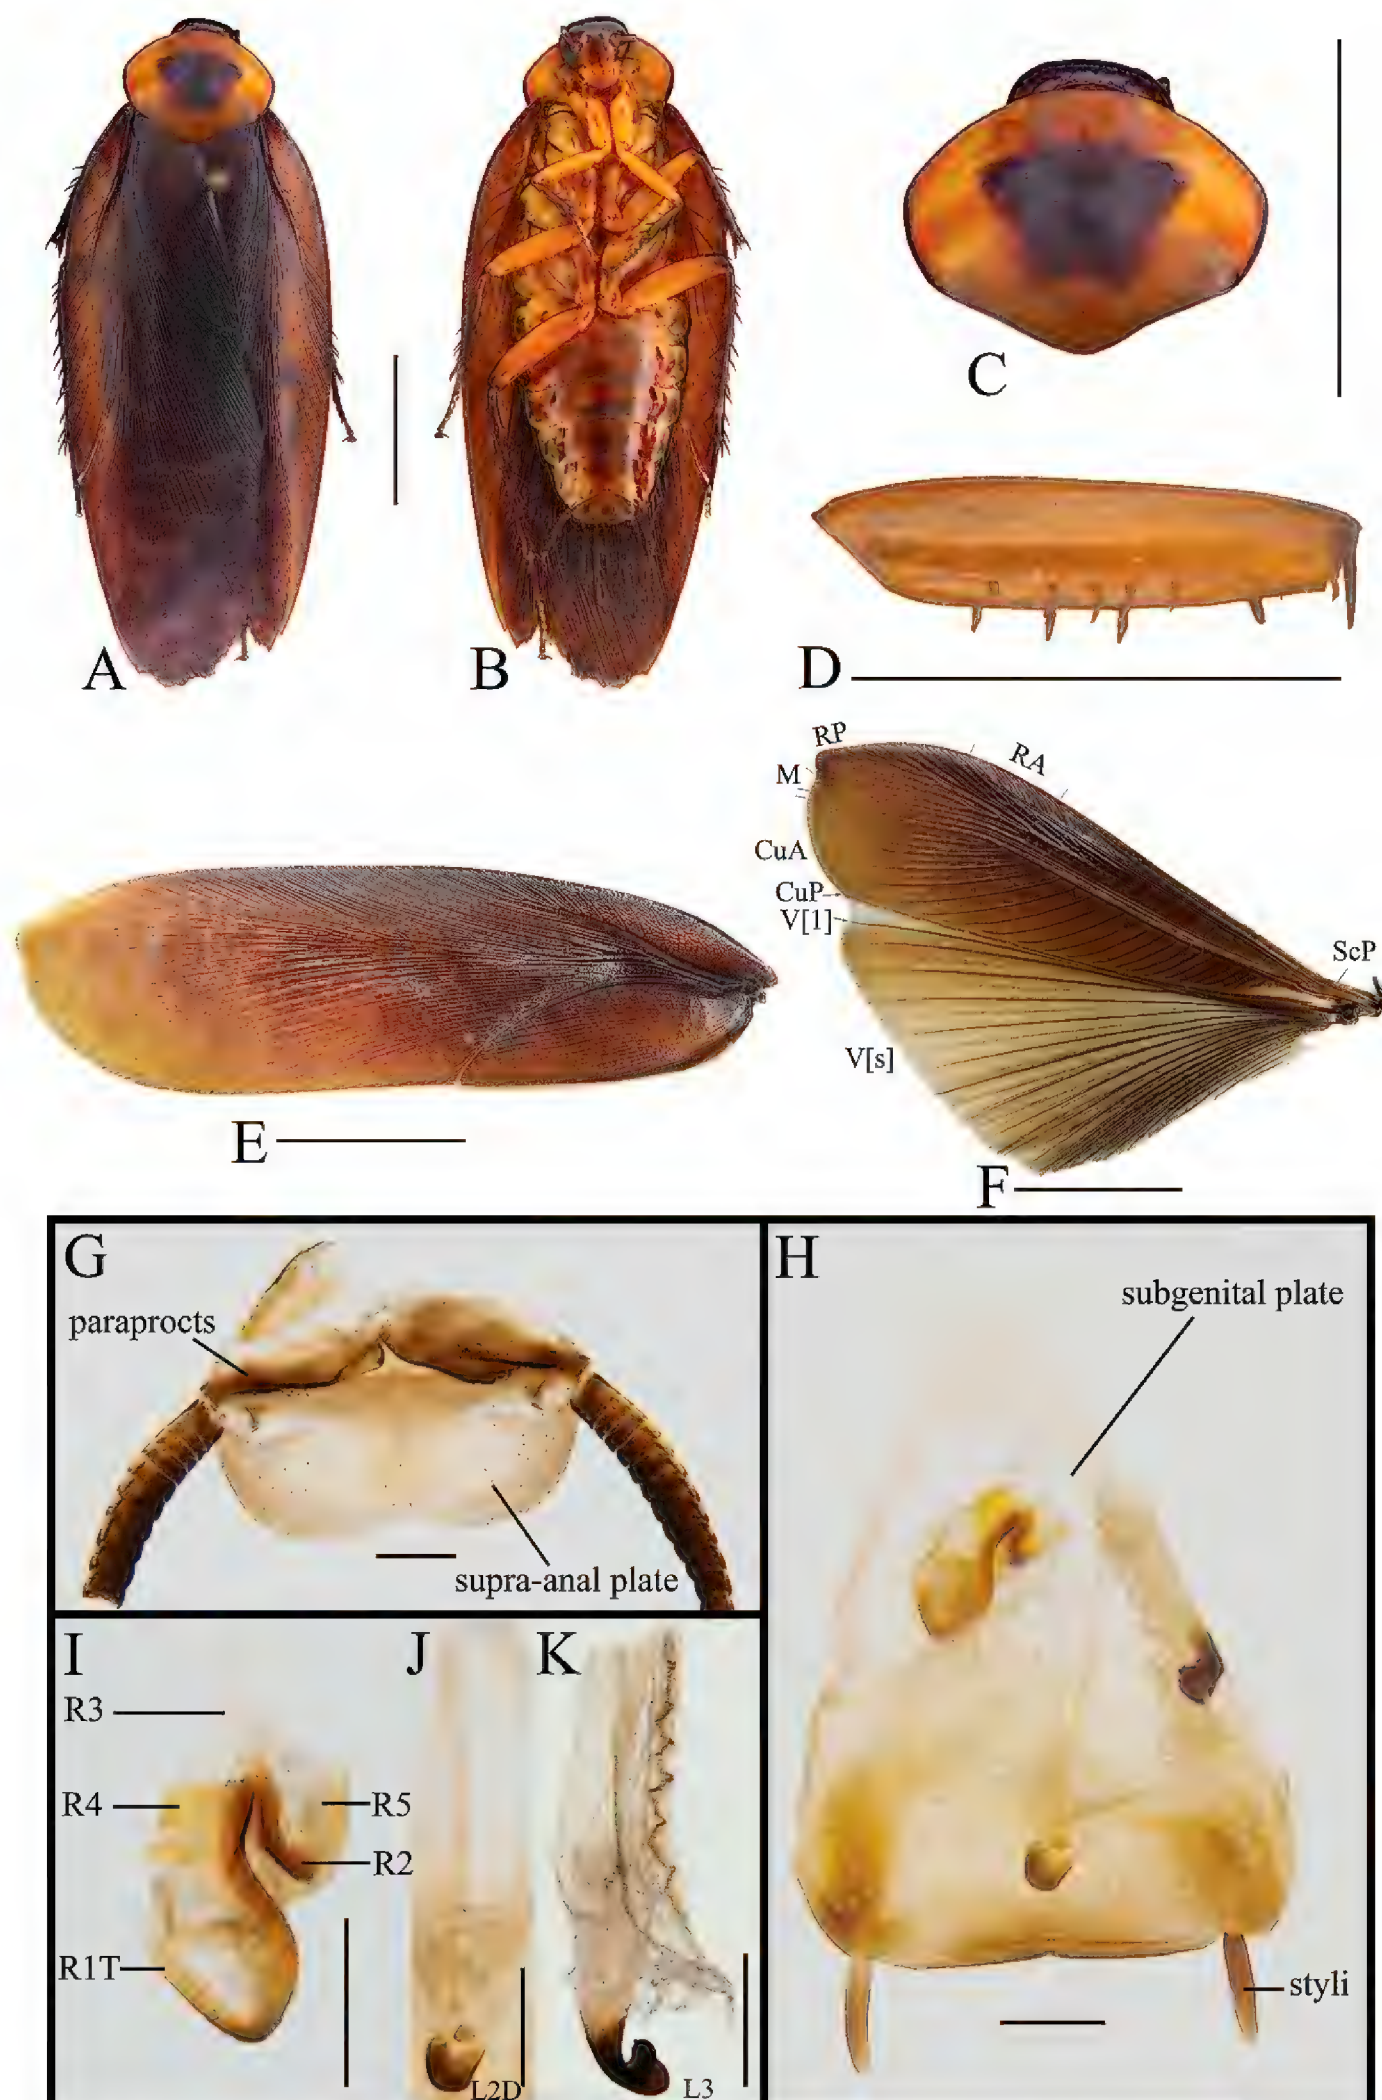 A
B
C
D
RP
RA
M
CuA
CuP
V[1]
ScP
V[s]
E
F
G
paraprocts
supra-anal plate
H
subgenital plate
styli
I
R3
R4
R5
R2
R1T
J
L2D
K
L3